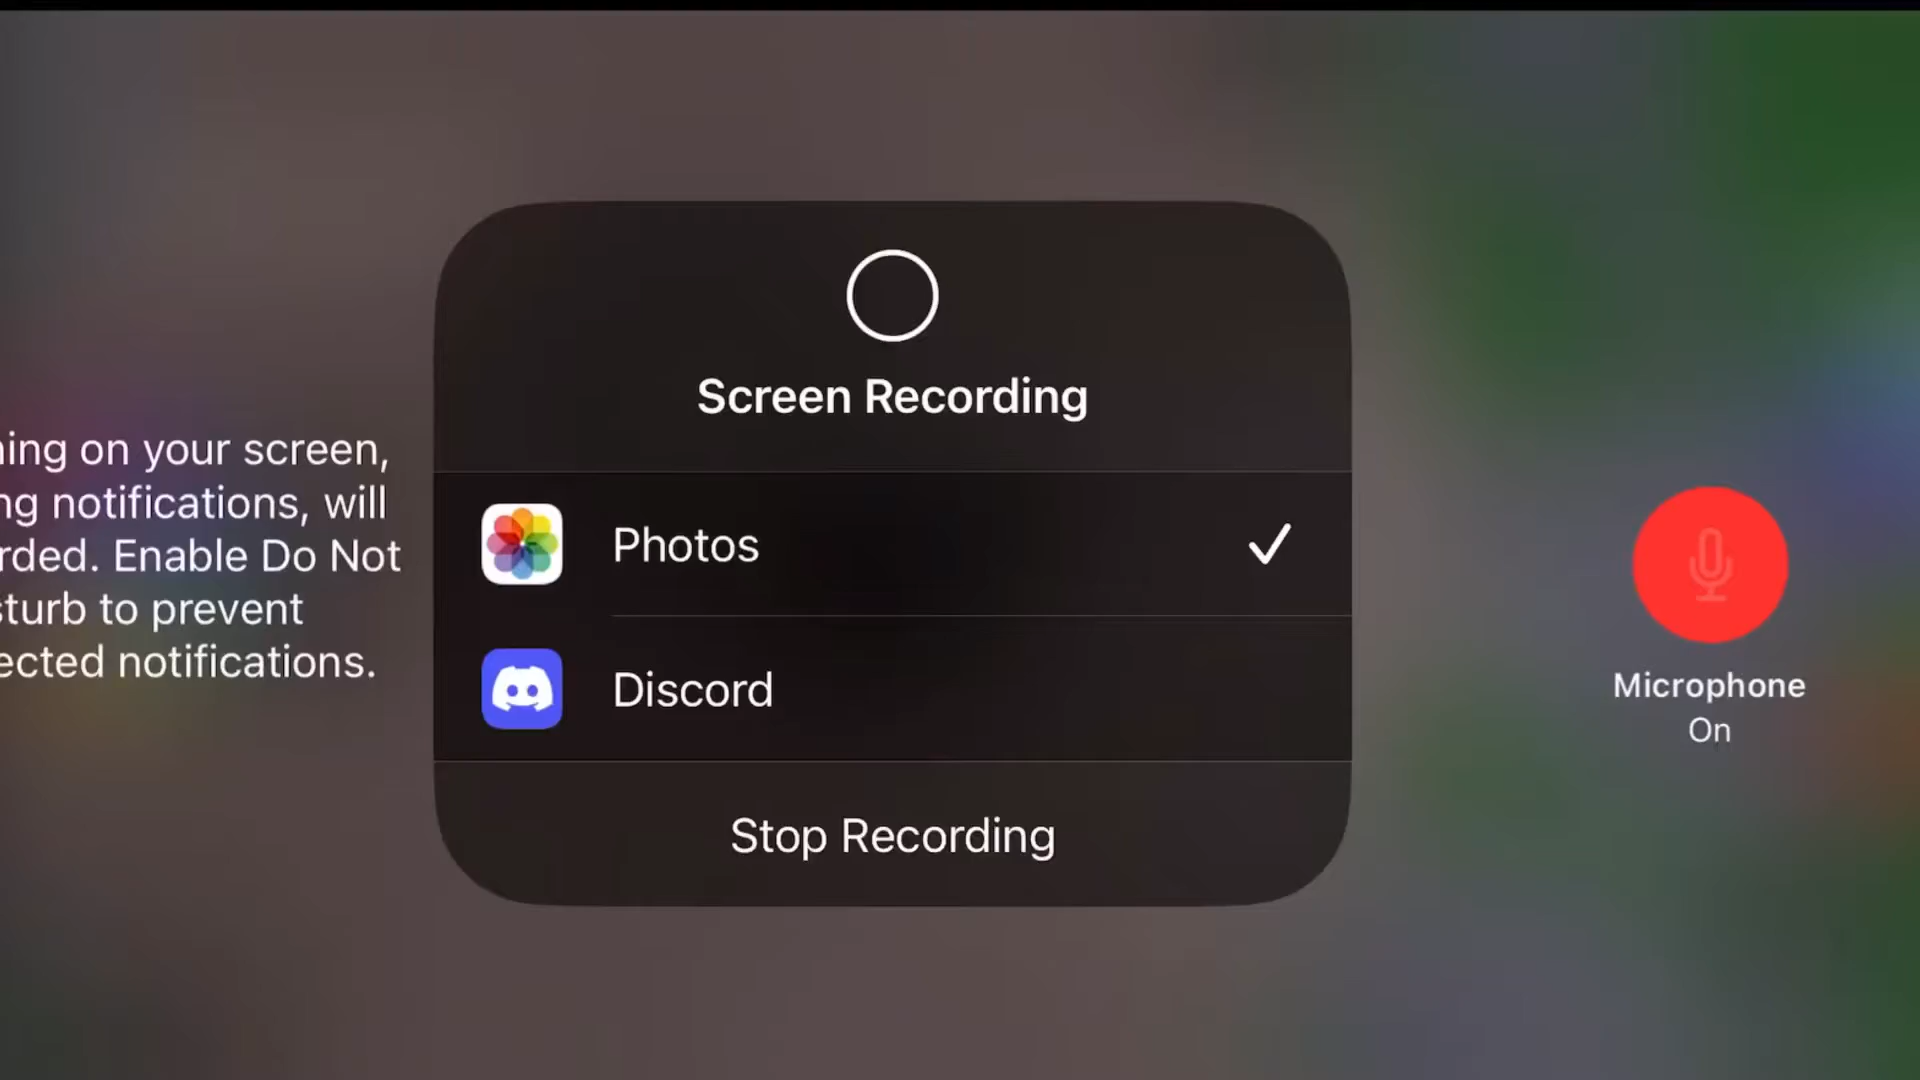 ing on your screen,
ng notifications, will
rded. Enable Do Not
sturb to prevent
ected notifications.
Screen Recording
Photos
Discord
Stop Recording
Microphone
On